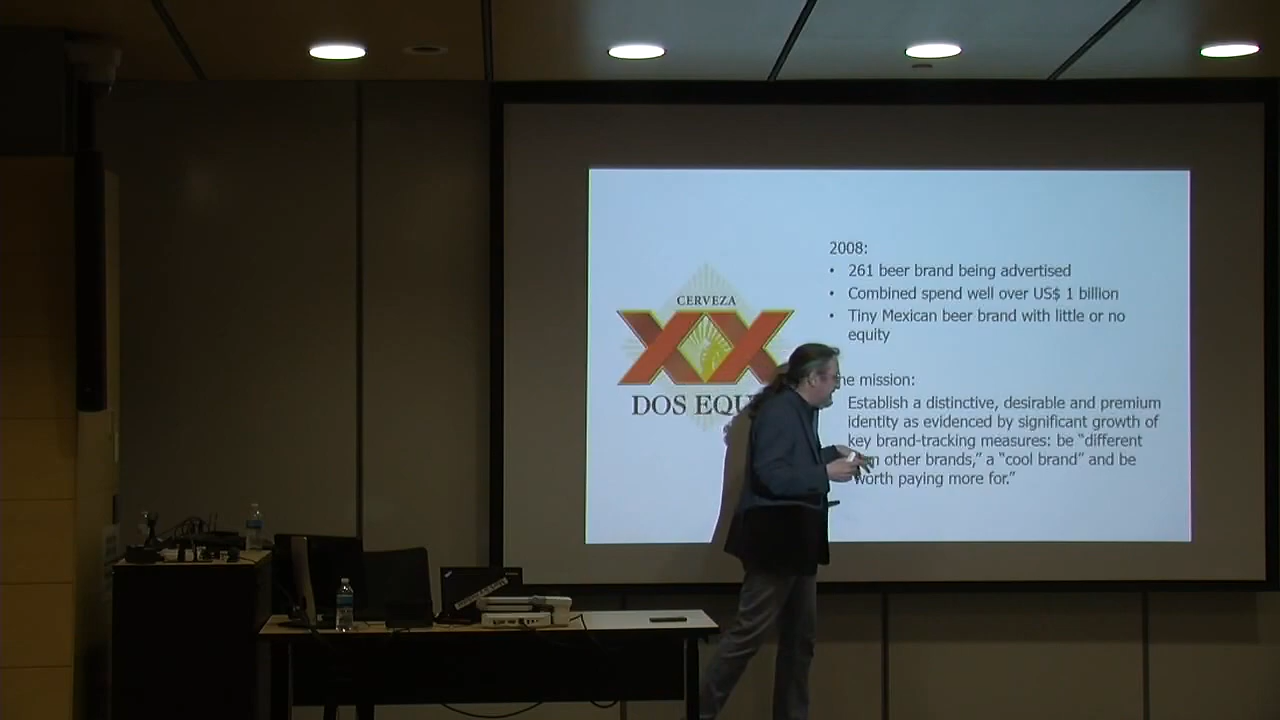 CERVEZA
XX
DOS EQU
2008:
• 261 beer brand being advertised
• Combined spend well over US$ 1 billion
• Tiny Mexican beer brand with little or no
equity
he mission:
Establish a distinctive, desirable and premium
identity as evidenced by significant growth of
key brand-tracking measures: be “different
other brands,” a “cool brand” and be
“worth paying more for.”